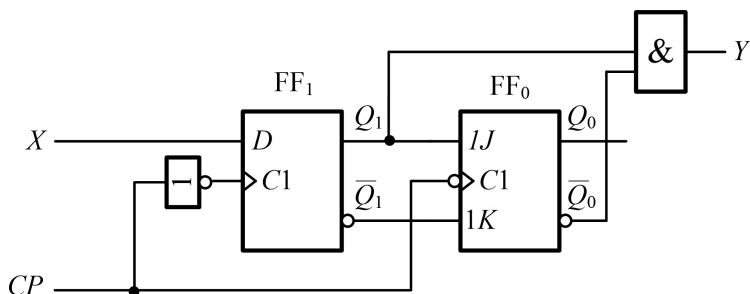 & Y
FF₁ FF₀
Q₁ Q₀
X D 1J
1 C1 C1
Q̅₁ Q̅₀
1K
CP